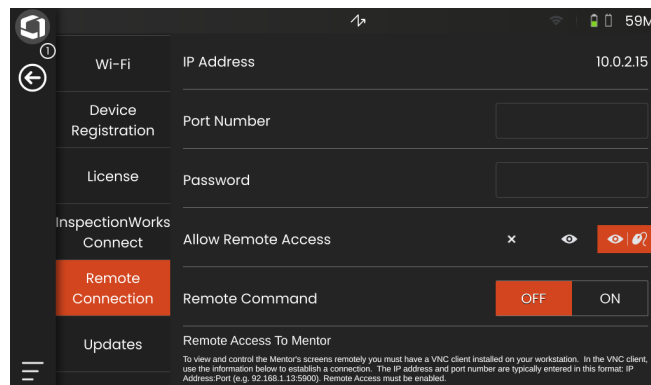 59M
1
Wi-Fi
IP Address
10.0.2.15
Device
Registration
Port Number
License
Password
InspectionWorks
Connect
Allow Remote Access
Remote
Connection
Remote Command
OFF
ON
Updates
Remote Access To Mentor
To view and control the Mentor's screens remotely you must have a VNC client installed on your workstation. In the VNC client,
use the information below to establish a connection. The IP address and port number are typically entered in this format: IP
Address:Port (e.g. 92.168.1.13:5900). Remote Access must be enabled.